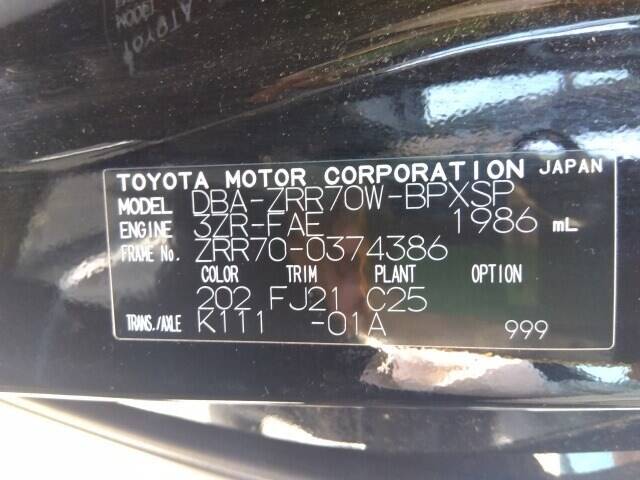 TOYOTA MOTOR CORPORATION JAPAN
MODEL DBA-ZRR70W-BPXSP
ENGINE 3ZR-FAE 1986 mL
FRAME No. ZRR70-0374386
COLOR TRIM PLANT OPTION
202 FJ21 C25
TRANS./AXLE K111 -01A 999